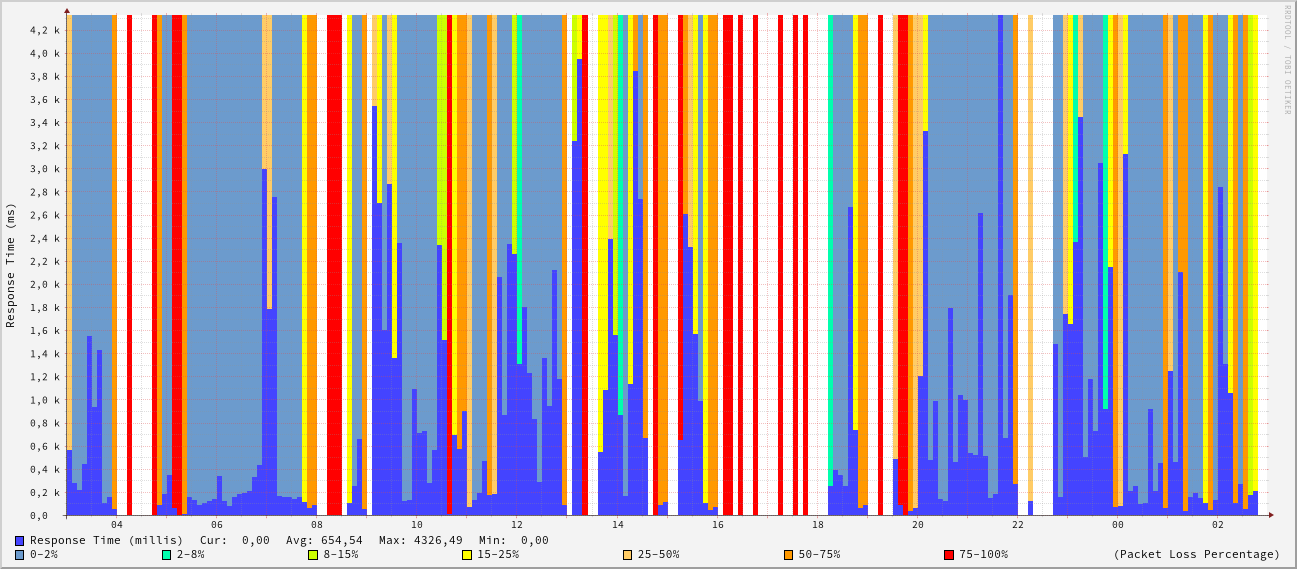 RRDTOOL / TOBI OETIKER
Response Time (ms)
4,2 k
4,0 k
3,8 k
3,6 k
3,4 k
3,2 k
3,0 k
2,8 k
2,6 k
2,4 k
2,2 k
2,0 k
1,8 k
1,6 k
1,4 k
1,2 k
1,0 k
0,8 k
0,6 k
0,4 k
0,2 k
0,0
04 06 08 10 12 14 16 18 20 22 00 02
Response Time (millis) Cur: 0,00 Avg: 654,54 Max: 4326,49 Min: 0,00
0-2% 2-8% 8-15% 15-25% 25-50% 50-75% 75-100% (Packet Loss Percentage)